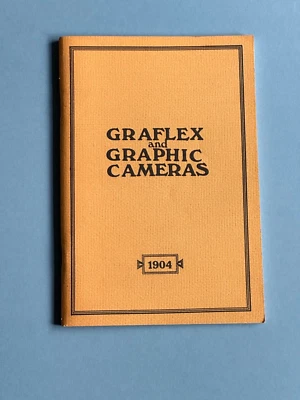 GRAFLEX
and
GRAPHIC
CAMERAS
1904